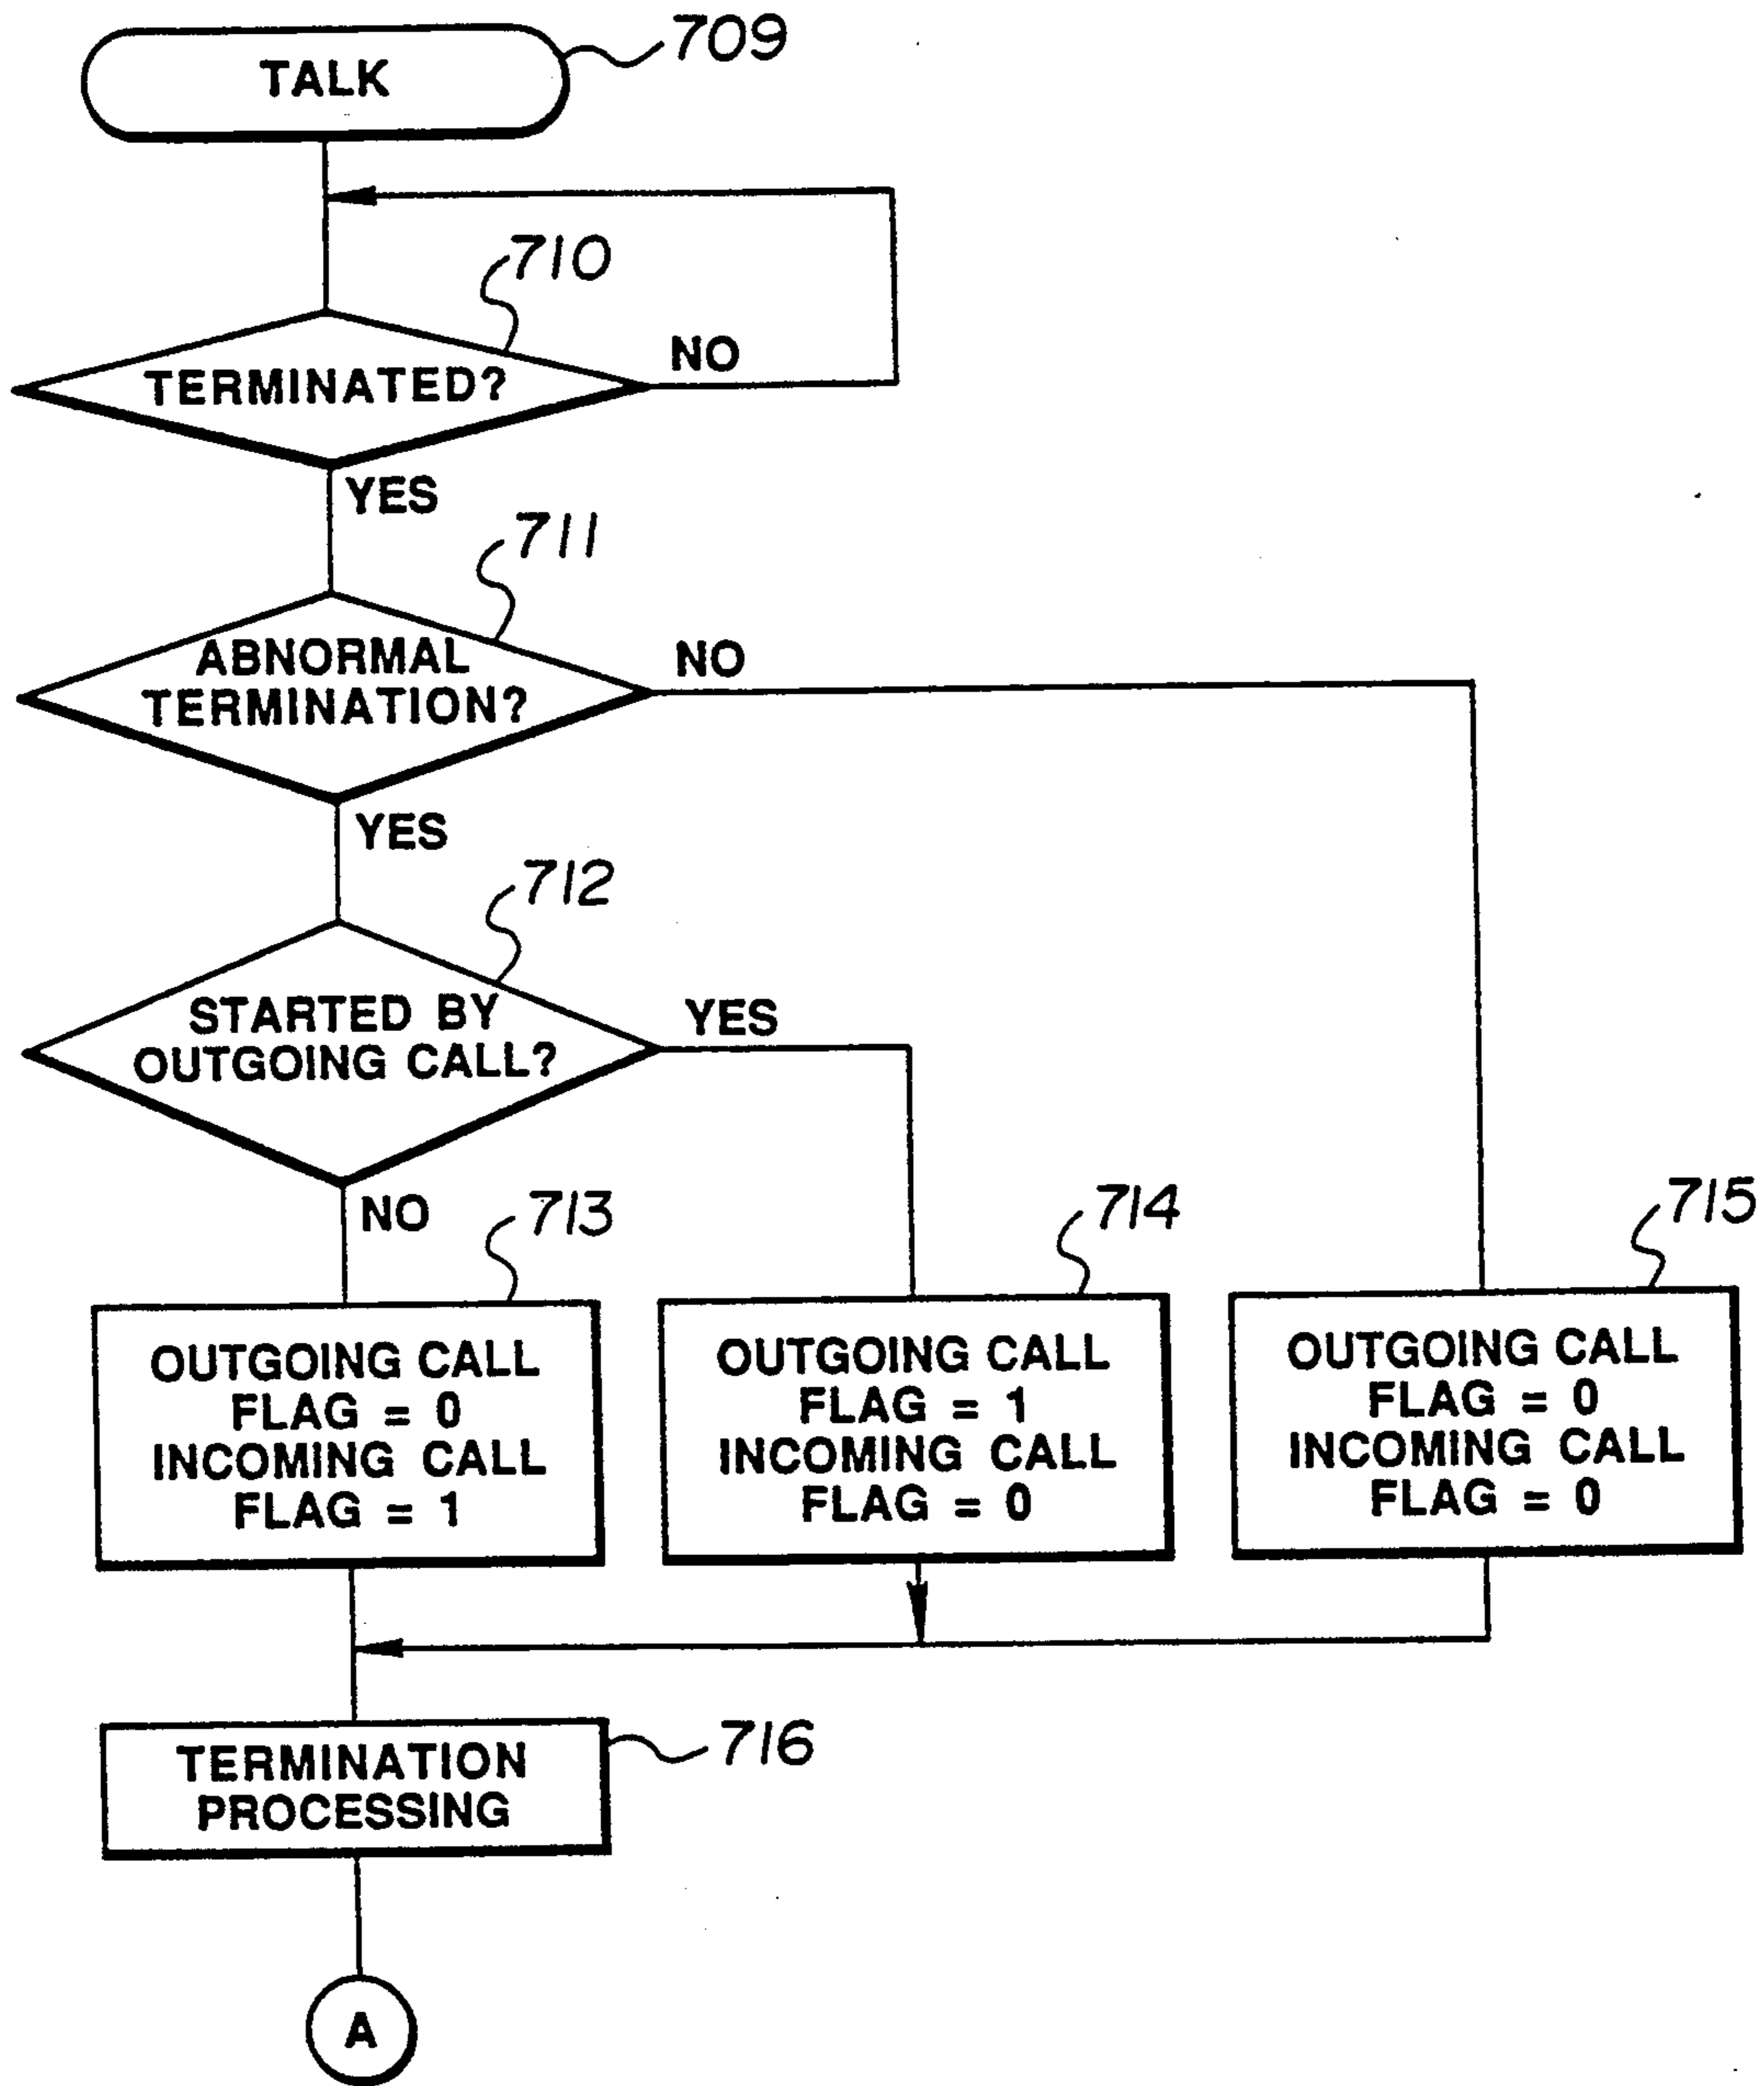 TALK
709
710
TERMINATED?
NO
YES
711
ABNORMAL
TERMINATION?
NO
YES
712
STARTED BY
OUTGOING CALL?
YES
NO
713
OUTGOING CALL
FLAG = 0
INCOMING CALL
FLAG = 1
714
OUTGOING CALL
FLAG = 1
INCOMING CALL
FLAG = 0
715
OUTGOING CALL
FLAG = 0
INCOMING CALL
FLAG = 0
TERMINATION
PROCESSING
716
A